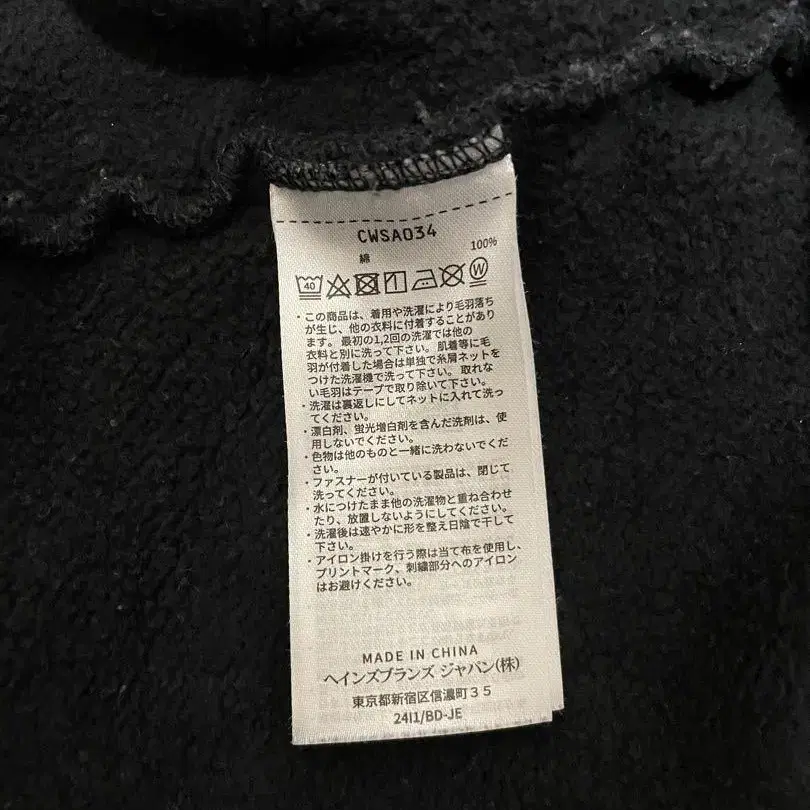 CWSA034
綿 100%
40 W
・この商品は、着用や洗濯により毛羽落ち
が生じ、他の衣料に付着することがあり
ます。最初の1,2回の洗濯では他の
衣料と別に洗って下さい。肌着等に毛
羽が付着した場合は単独で糸屑ネットを
つけた洗濯機で洗って下さい。取れな
い毛羽はテープで取り除いて下さい。
・洗濯は裏返しにしてネットに入れて洗っ
てください。
・漂白剤、蛍光増白剤を含んだ洗剤は、使
用しないでください。
・色物は他のものと一緒に洗わないでくだ
さい。
・ファスナーが付いている製品は、閉じて
洗ってください。
・水につけたまま他の洗濯物と重ね合わせ
たり、放置しないようにしてください。
・洗濯後は速やかに形を整え日陰で干して
下さい。
・アイロン掛けを行う際は当て布を使用し、
プリントマーク、刺繍部分へのアイロン
はお避けください。
MADE IN CHINA
ヘインズブランズ ジャパン(株)
東京都新宿区信濃町35
24I1/BD-JE